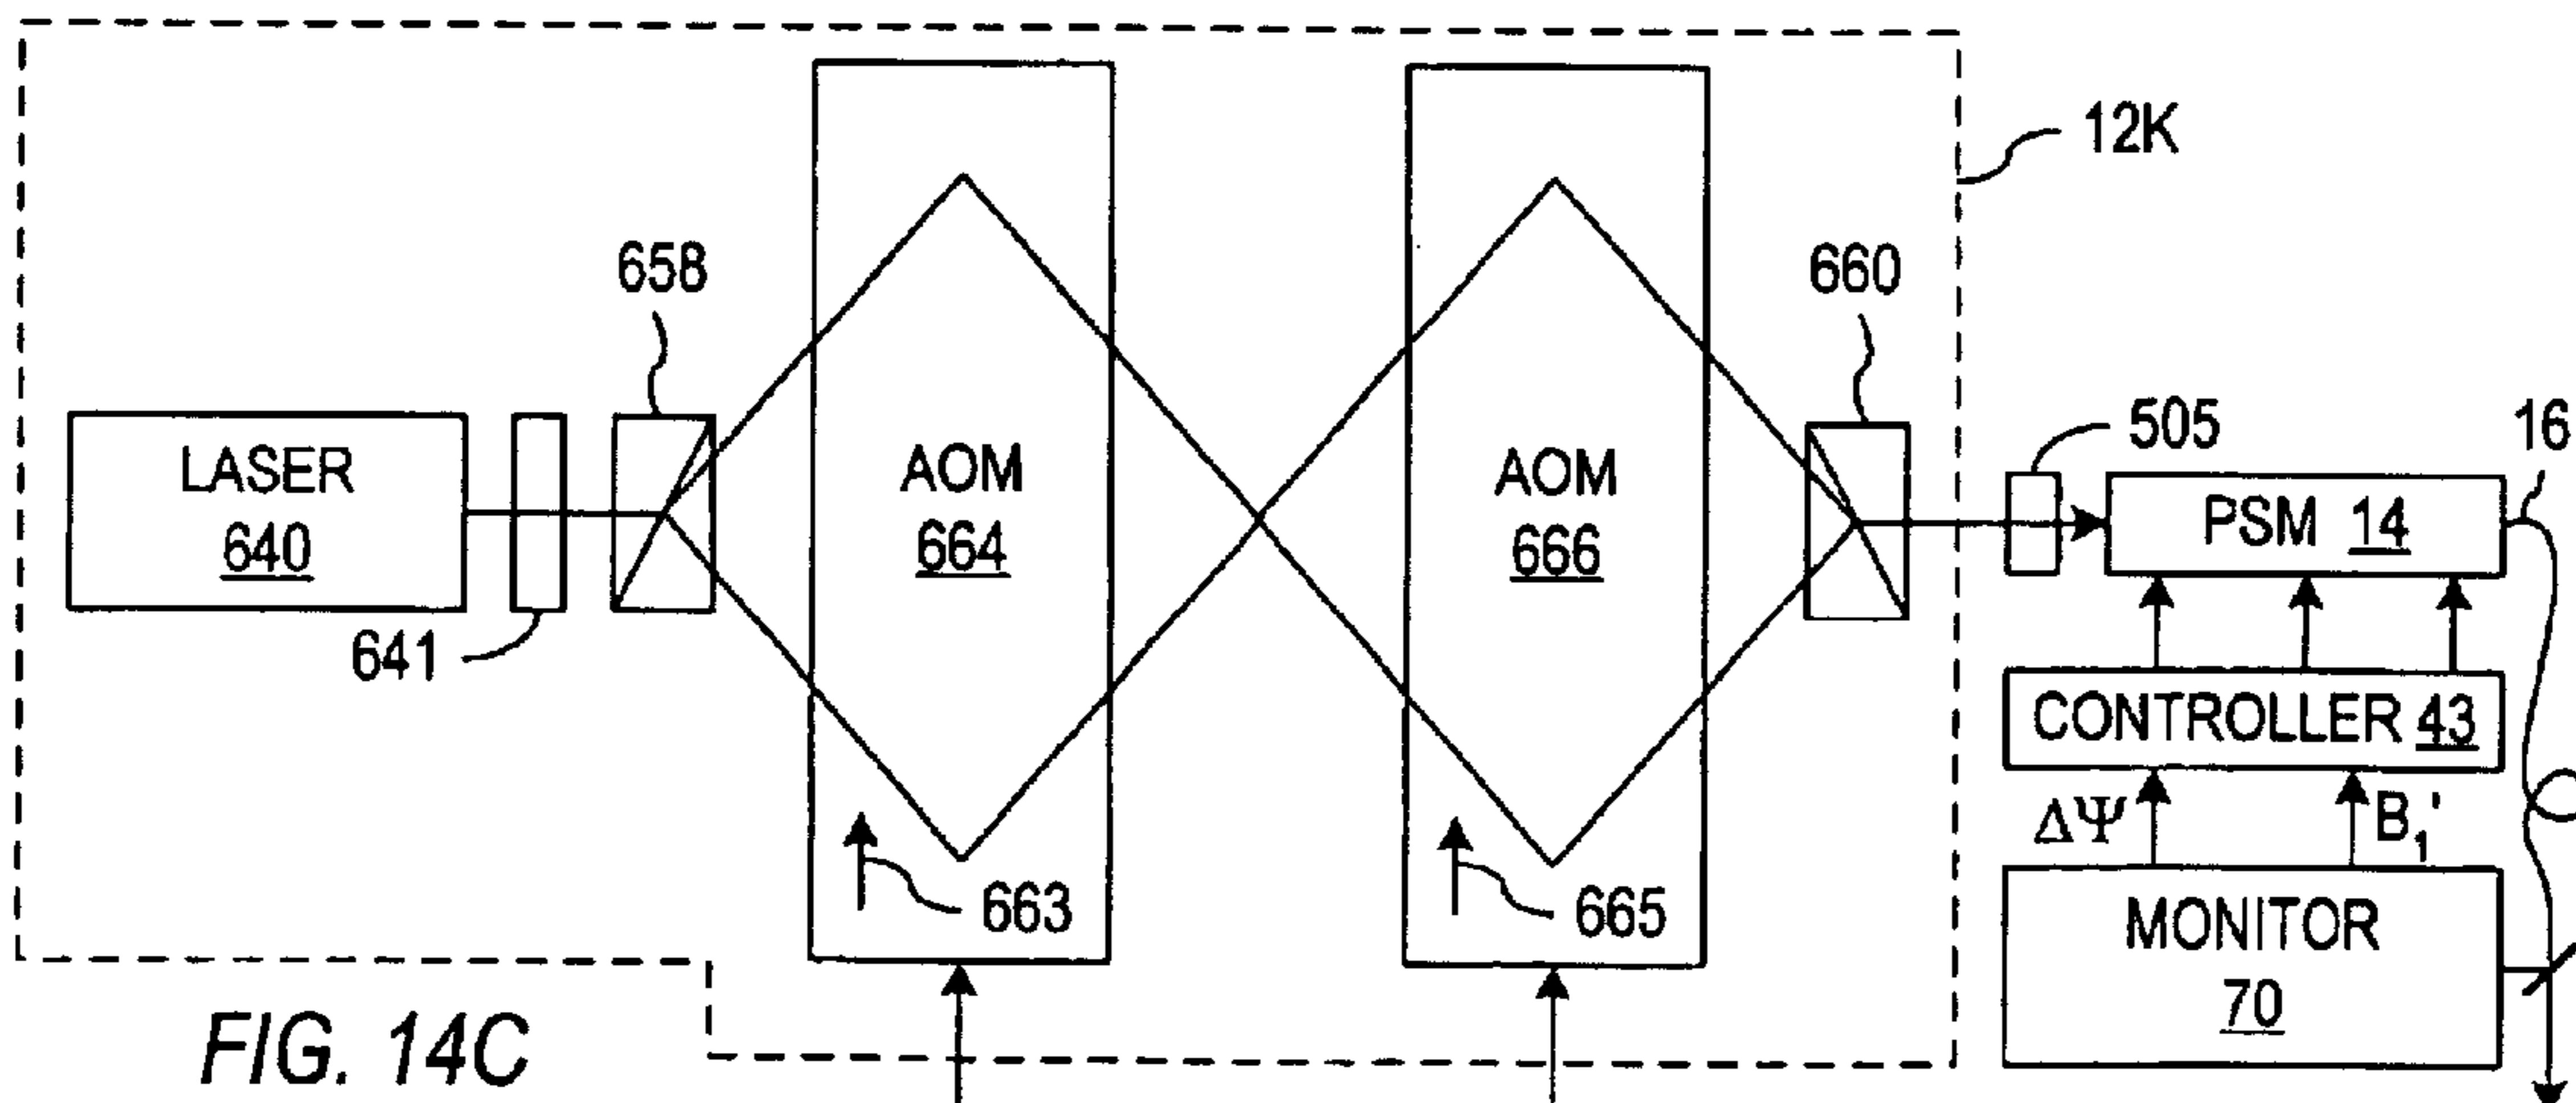 12K
658
660
LASER
640
AOM
664
AOM
666
505
16
PSM 14
641
CONTROLLER 43
ΔΨ
B₁'
663
665
MONITOR
70
FIG. 14C